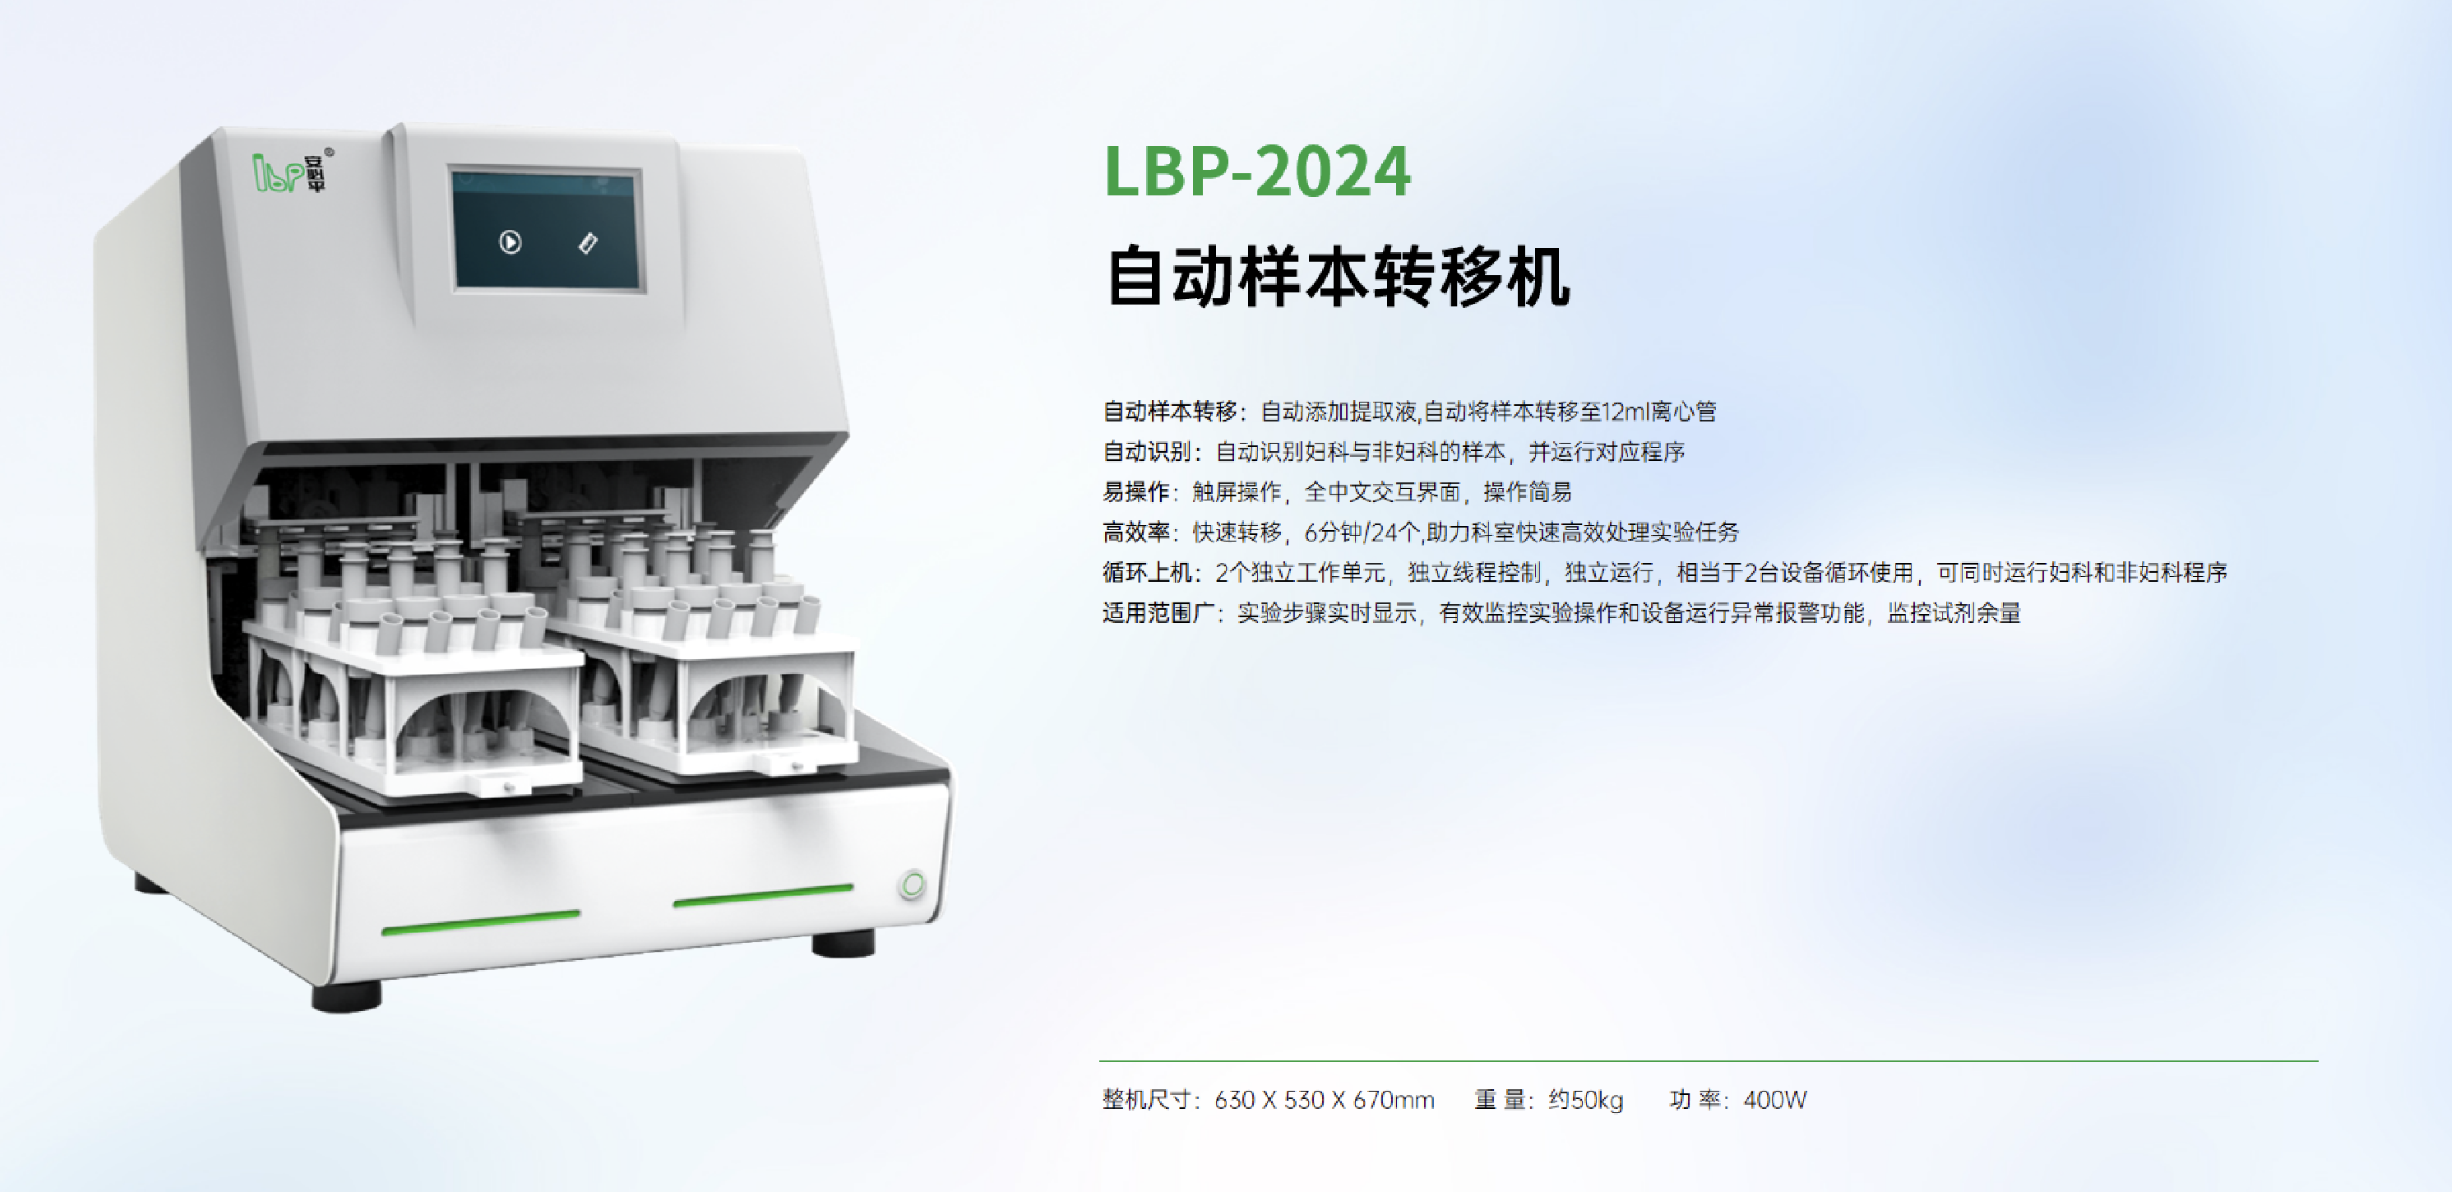 lbp安必平®
LBP-2024
自动样本转移机
自动样本转移：自动添加提取液,自动将样本转移至12ml离心管
自动识别：自动识别妇科与非妇科的样本，并运行对应程序
易操作：触屏操作，全中文交互界面，操作简易
高效率：快速转移，6分钟/24个,助力科室快速高效处理实验任务
循环上机：2个独立工作单元，独立线程控制，独立运行，相当于2台设备循环使用，可同时运行妇科和非妇科程序
适用范围广：实验步骤实时显示，有效监控实验操作和设备运行异常报警功能，监控试剂余量
整机尺寸：630 X 530 X 670mm 重 量：约50kg 功 率：400W